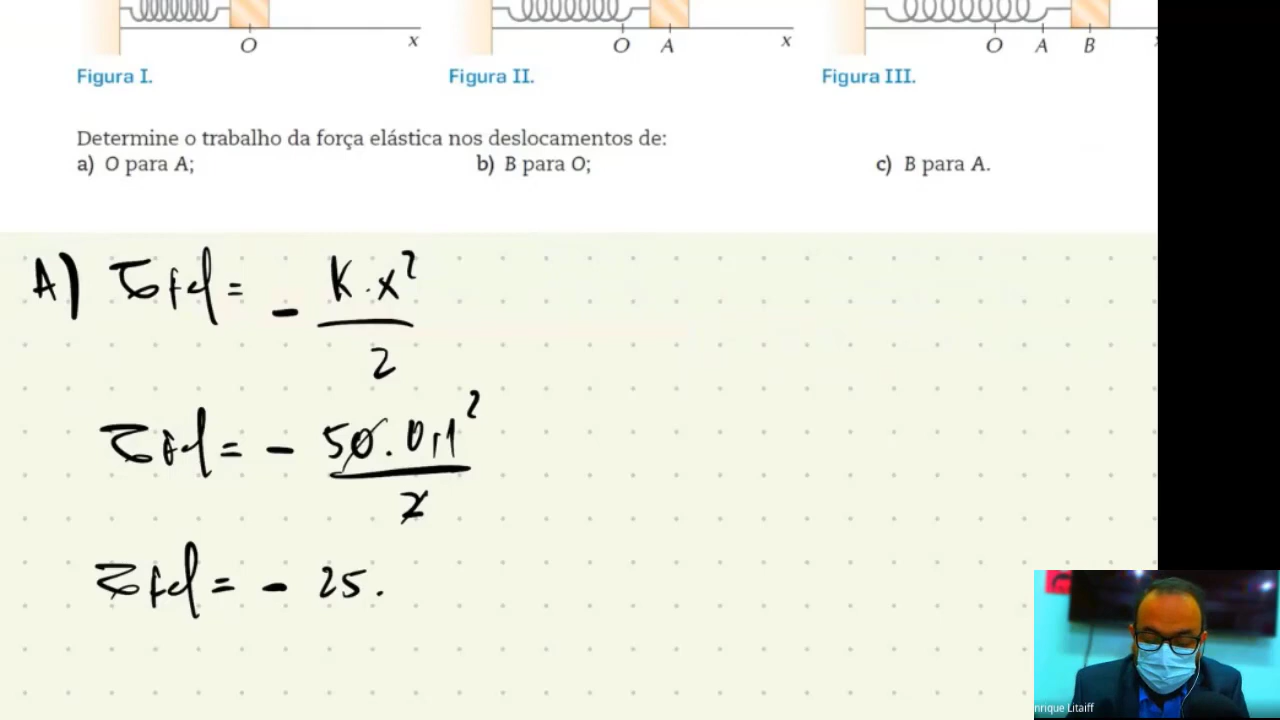 O x O A x O A B
Figura I. Figura II. Figura III.
Determine o trabalho da força elástica nos deslocamentos de:
a) O para A; b) B para O; c) B para A.
A) τfel = - K.x²
2
τfel = - 50.0,1²
2
τfel = - 25.
nrique Litaiff